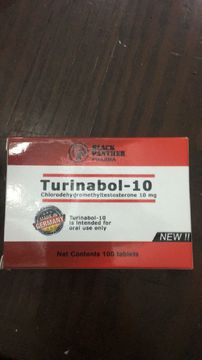 BLACK
PANTHER
PHARMA
Turinabol-10
Chlorodehydromethyltestosterone 10 mg
GERMANY
Turinabol-10
is intended for
oral use only
NEW !!
Net Contents 100 tablets